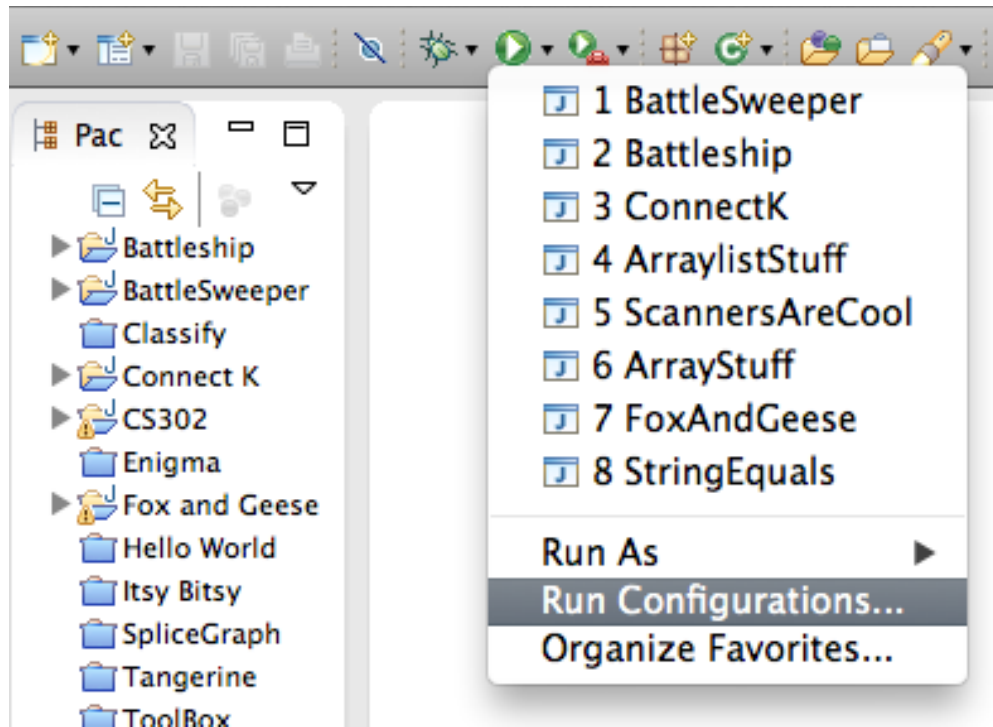 Pac
Battleship
BattleSweeper
Classify
Connect K
CS302
Enigma
Fox and Geese
Hello World
Itsy Bitsy
SpliceGraph
Tangerine
ToolBox
1 BattleSweeper
2 Battleship
3 ConnectK
4 ArraylistStuff
5 ScannersAreCool
6 ArrayStuff
7 FoxAndGeese
8 StringEquals
Run As
Run Configurations...
Organize Favorites...